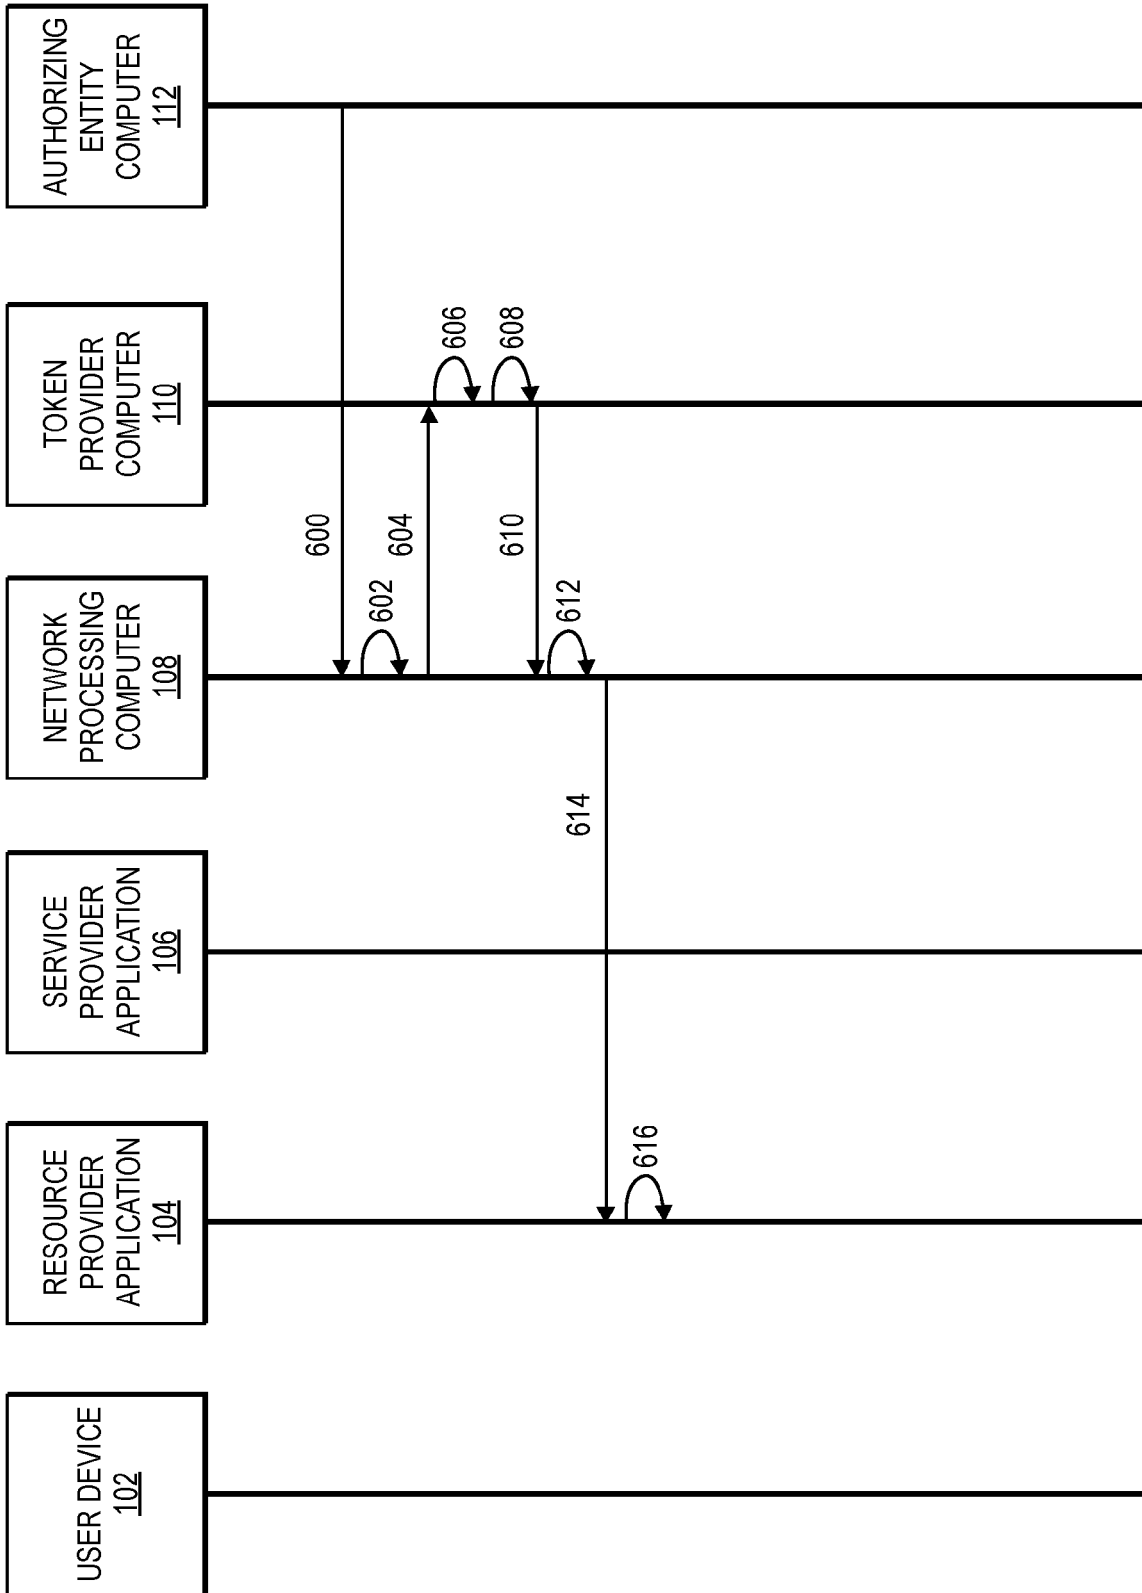 USER DEVICE
102
RESOURCE
PROVIDER
APPLICATION
104
SERVICE
PROVIDER
APPLICATION
106
NETWORK
PROCESSING
COMPUTER
108
TOKEN
PROVIDER
COMPUTER
110
AUTHORIZING
ENTITY
COMPUTER
112
600
602
604
606
608
610
612
614
616